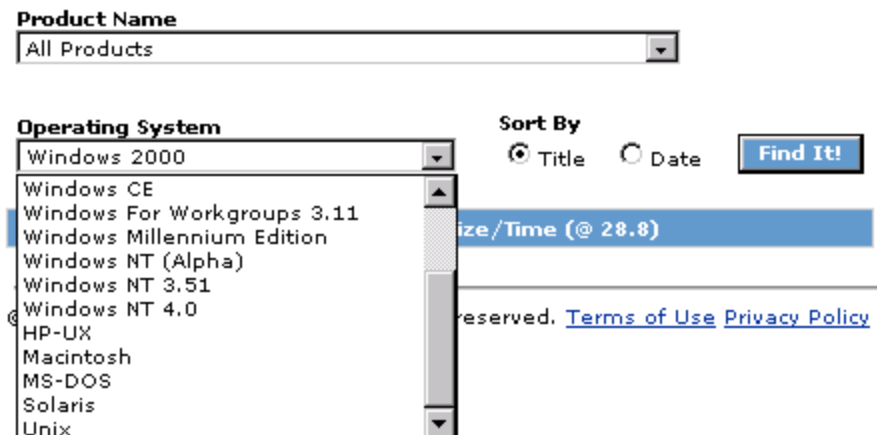 Product Name
All Products
Operating System
Sort By
Windows 2000
Title
Date
Find It!
Windows CE
Windows For Workgroups 3.11
Windows Millennium Edition
Windows NT (Alpha)
Windows NT 3.51
Windows NT 4.0
HP-UX
Macintosh
MS-DOS
Solaris
Unix
ize/Time (@ 28.8)
reserved. Terms of Use Privacy Policy